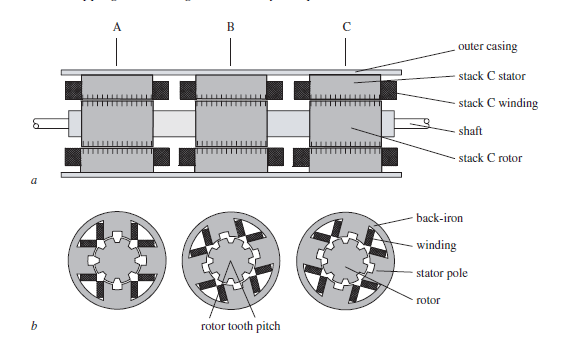 A B C
outer casing
stack C stator
stack C winding
shaft
stack C rotor
a
back-iron
winding
stator pole
rotor
b
rotor tooth pitch